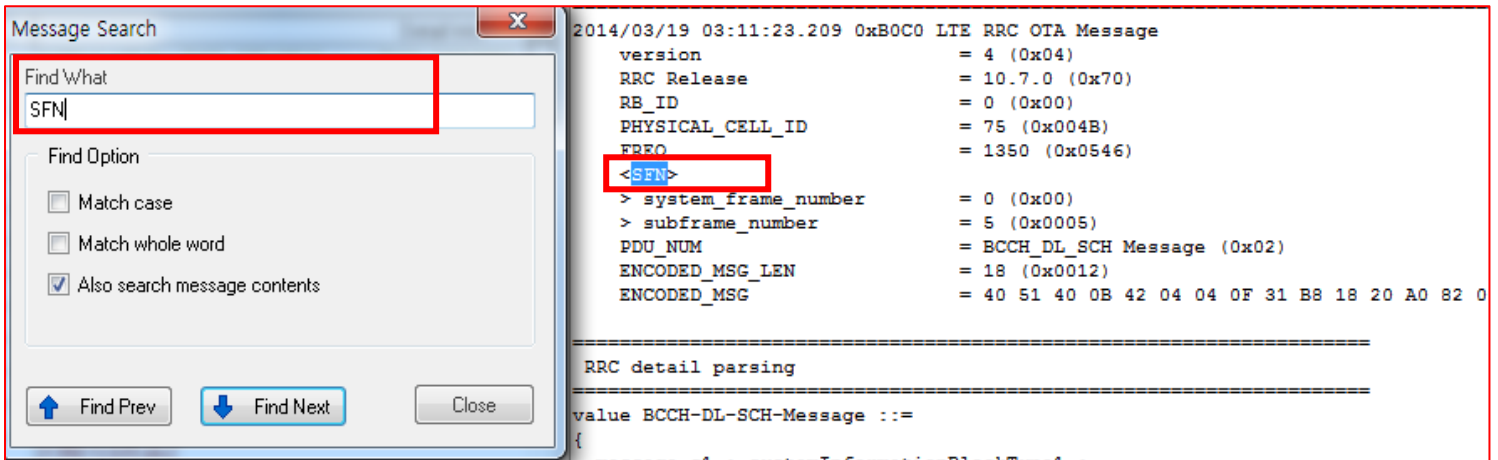 Message Search
Find What
SFN
Find Option
Match case
Match whole word
Also search message contents
Find Prev
Find Next
Close
2014/03/19 03:11:23.209 0xB0C0 LTE RRC OTA Message
version = 4 (0x04)
RRC Release = 10.7.0 (0x70)
RB_ID = 0 (0x00)
PHYSICAL_CELL_ID = 75 (0x004B)
FREQ = 1350 (0x0546)
<SFN>
> system_frame_number = 0 (0x00)
> subframe_number = 5 (0x0005)
PDU_NUM = BCCH_DL_SCH Message (0x02)
ENCODED_MSG_LEN = 18 (0x0012)
ENCODED_MSG = 40 51 40 0B 42 04 04 0F 31 B8 18 20 A0 82 0
====================================================================
RRC detail parsing
====================================================================
value BCCH-DL-SCH-Message ::=
{